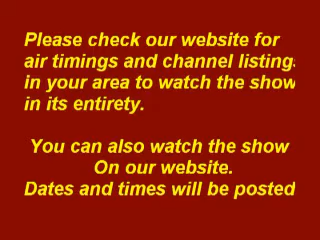 Please check our website for
air timings and channel listings
in your area to watch the show
in its entirety.
You can also watch the show
On our website.
Dates and times will be posted